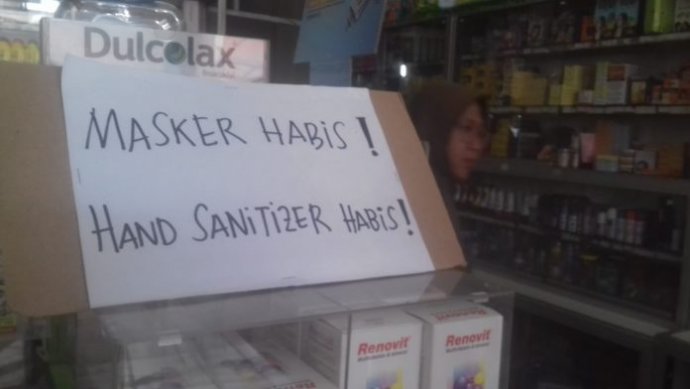 Dulcolax
MASKER HABIS!
HAND SANITIZER HABIS!
Renovit
Renovit